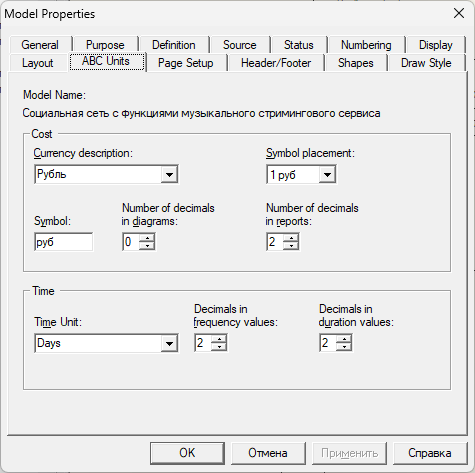 Model Properties
General Purpose Definition Source Status Numbering Display
Layout ABC Units Page Setup Header/Footer Shapes Draw Style
Model Name:
Социальная сеть с функциями музыкального стримингового сервиса
Cost
Currency description: Symbol placement:
Рубль 1 руб
Symbol: Number of decimals in diagrams: Number of decimals in reports:
руб 0 2
Time
Time Unit: Decimals in frequency values: Decimals in duration values:
Days 2 2
OK Отмена Применить Справка